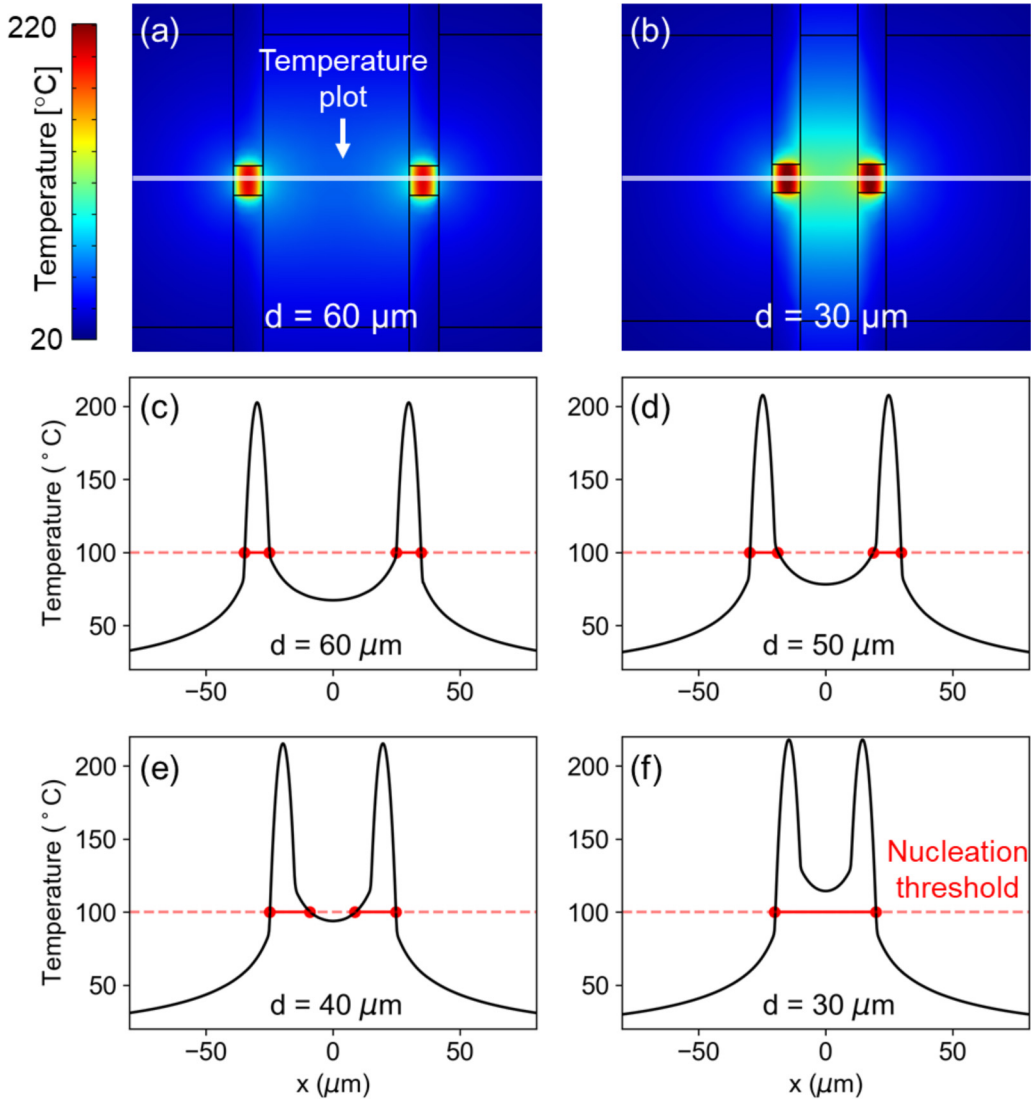 220
Temperature [°C]
20
(a)
Temperature
plot
d = 60 μm
(b)
d = 30 μm
(c)
200
150
100
50
Temperature (°C)
d = 60 μm
−50
0
50
(d)
200
150
100
50
d = 50 μm
−50
0
50
(e)
200
150
100
50
Temperature (°C)
d = 40 μm
−50
0
50
x (μm)
(f)
200
150
100
50
Nucleation
threshold
d = 30 μm
−50
0
50
x (μm)